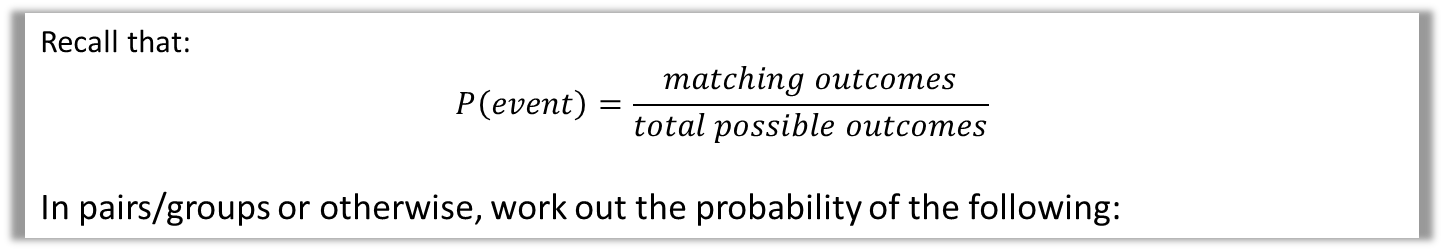 Recall that:
P(event) = matching outcomes / total possible outcomes
In pairs/groups or otherwise, work out the probability of the following: